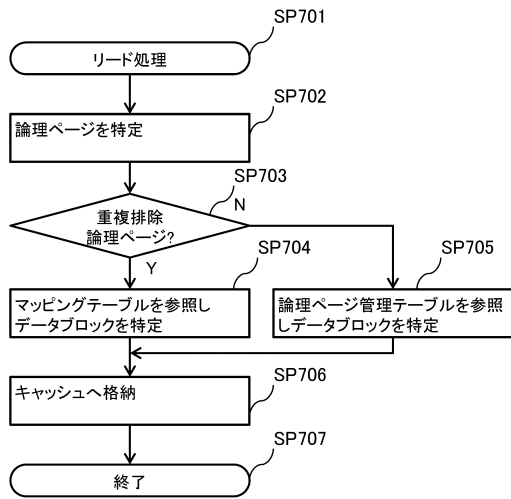 SP701
リード処理
SP702
論理ページを特定
SP703
重複排除
論理ページ?
N
Y
SP704
マッピングテーブルを参照し
データブロックを特定
SP705
論理ページ管理テーブルを参照
しデータブロックを特定
SP706
キャッシュへ格納
SP707
終了